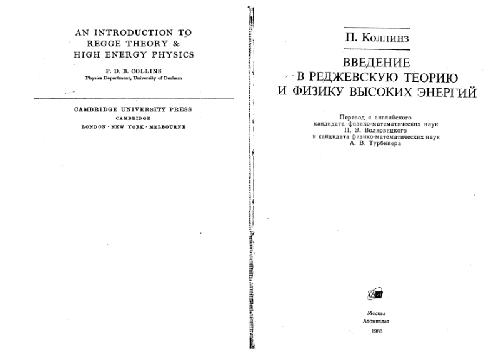 AN INTRODUCTION TO
REGGE THEORY &
HIGH ENERGY PHYSICS
P. D. B. COLLINS
Physics Department, University of Durham
CAMBRIDGE UNIVERSITY PRESS
CAMBRIDGE
LONDON · NEW YORK · MELBOURNE
П. Коллинз
ВВЕДЕНИЕ
В РЕДЖЕВСКУЮ ТЕОРИЮ
И ФИЗИКУ ВЫСОКИХ ЭНЕРГИЙ
Перевод с английского
кандидата физико-математических наук
П. Э. Волковицкого
и кандидата физико-математических наук
А. В. Турбинера
Москва
Атомиздат